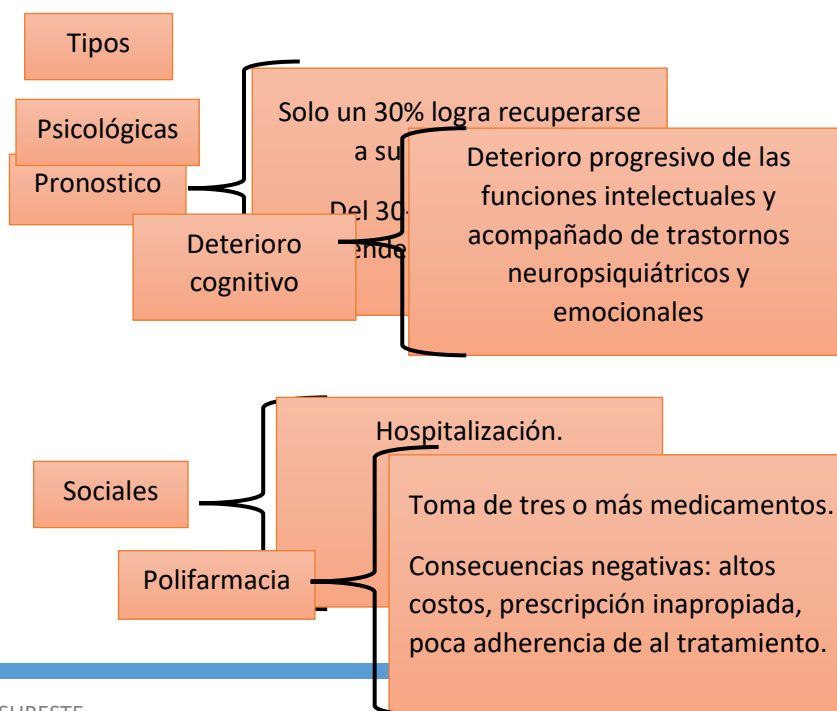 Tipos
Psicológicas
Pronostico
Solo un 30% logra recuperarse
a su
Del 30-
Deterioro
cognitivo
Deterioro progresivo de las
funciones intelectuales y
acompañado de trastornos
neuropsiquiátricos y
emocionales
Sociales
Hospitalización.
Polifarmacia
Toma de tres o más medicamentos.
Consecuencias negativas: altos
costos, prescripción inapropiada,
poca adherencia de al tratamiento.